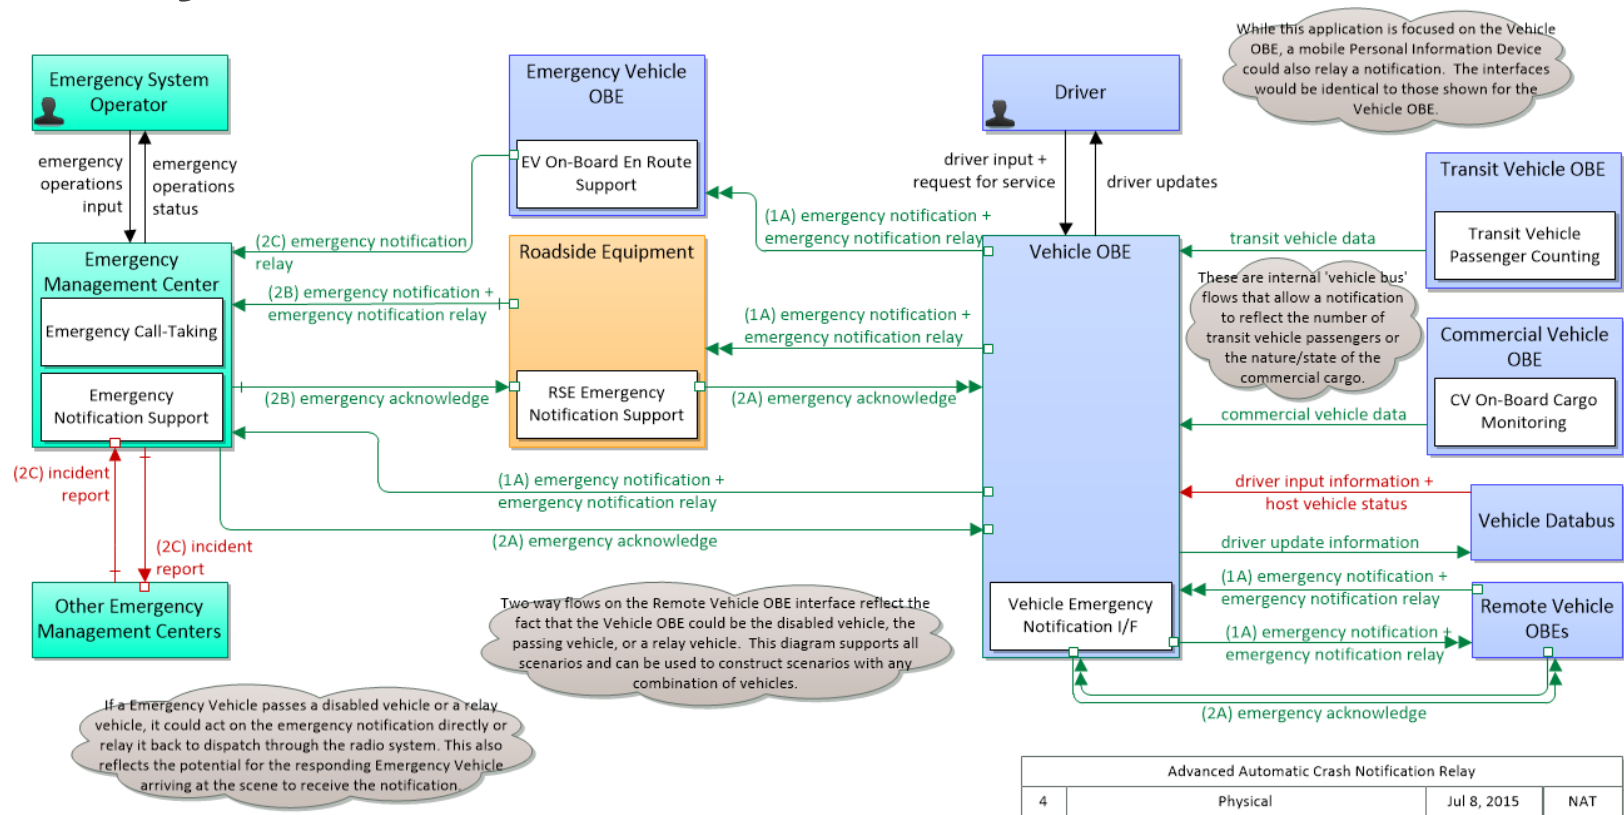 Emergency System
Operator
Emergency Vehicle
OBE
EV On-Board En Route
Support
Driver
While this application is focused on the Vehicle
OBE, a mobile Personal Information Device
could also relay a notification.  The interfaces
would be identical to those shown for the
Vehicle OBE.
emergency
operations
input
emergency
operations
status
driver input +
request for service
driver updates
Transit Vehicle OBE
Transit Vehicle
Passenger Counting
(1A) emergency notification +
emergency notification relay
(2C) emergency notification
relay
transit vehicle data
Emergency
Management Center
Emergency Call-Taking
Emergency
Notification Support
Roadside Equipment
RSE Emergency
Notification Support
Vehicle OBE
Vehicle Emergency
Notification I/F
These are internal 'vehicle bus'
flows that allow a notification
to reflect the number of
transit vehicle passengers or
the nature/state of the
commercial cargo.
(2B) emergency notification +
emergency notification relay
(1A) emergency notification +
emergency notification relay
Commercial Vehicle
OBE
CV On-Board Cargo
Monitoring
(2B) emergency acknowledge
(2A) emergency acknowledge
commercial vehicle data
(2C) incident
report
(1A) emergency notification +
emergency notification relay
driver input information +
host vehicle status
Vehicle Databus
(2A) emergency acknowledge
driver update information
(2C) incident
report
(1A) emergency notification +
emergency notification relay
Other Emergency
Management Centers
Two way flows on the Remote Vehicle OBE interface reflect the
fact that the Vehicle OBE could be the disabled vehicle, the
passing vehicle, or a relay vehicle.  This diagram supports all
scenarios and can be used to construct scenarios with any
combination of vehicles.
Remote Vehicle
OBEs
(1A) emergency notification +
emergency notification relay
(2A) emergency acknowledge
If a Emergency Vehicle passes a disabled vehicle or a relay
vehicle, it could act on the emergency notification directly or
relay it back to dispatch through the radio system. This also
reflects the potential for the responding Emergency Vehicle
arriving at the scene to receive the notification.
Advanced Automatic Crash Notification Relay
4 Physical Jul 8, 2015 NAT